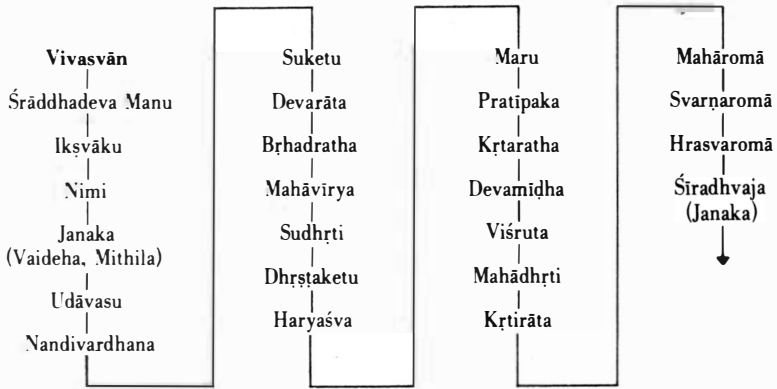 Vivasvān
Śrāddhadeva Manu
Ikṣvāku
Nimi
Janaka
(Vaideha, Mithila)
Udāvasu
Nandivardhana
Suketu
Devarāta
Bṛhadratha
Mahāvīrya
Sudhṛti
Dhṛṣṭaketu
Haryaśva
Maru
Pratīpaka
Kṛtaratha
Devamīḍha
Viśruta
Mahādhṛti
Kṛtirāta
Mahāromā
Svarṇaromā
Hrasvaromā
Śīradhvaja
(Janaka)